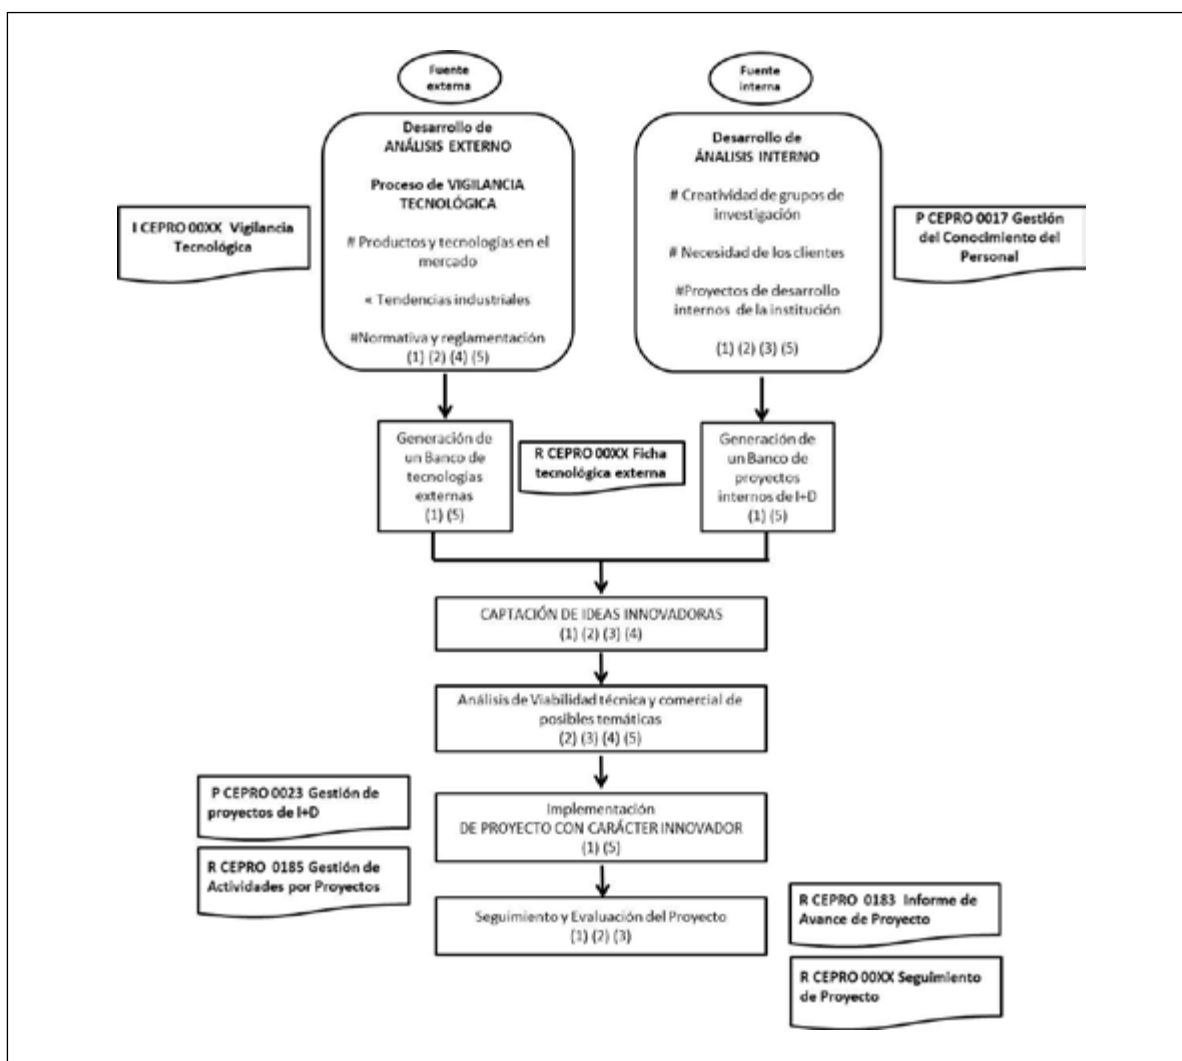 Fuente
externa
Fuente
interna
Desarrollo de
ANÁLISIS EXTERNO
Proceso de VIGILANCIA
TECNOLÓGICA
# Productos y tecnologías en el
mercado
« Tendencias industriales
#Normativa y reglamentación
(1) (2) (4) (5)
Desarrollo de
ÁNALISIS INTERNO
# Creatividad de grupos de
investigación
# Necesidad de los clientes
#Proyectos de desarrollo
internos de la institución
(1) (2) (3) (5)
I CEPRO 00XX Vigilancia
Tecnológica
P CEPRO 0017 Gestión
del Conocimiento del
Personal
Generación de
un Banco de
tecnologías
externas
(1) (5)
R CEPRO 00XX Ficha
tecnológica externa
Generación de
un Banco de
proyectos
internos de I+D
(1) (5)
CAPTACIÓN DE IDEAS INNOVADORAS
(1) (2) (3) (4)
Análisis de Viabilidad técnica y comercial de
posibles temáticas
(2) (3) (4) (5)
P CEPRO 0023 Gestión de
proyectos de I+D
Implementación
DE PROYECTO CON CARÁCTER INNOVADOR
(1) (5)
R CEPRO 0185 Gestión de
Actividades por Proyectos
Seguimiento y Evaluación del Proyecto
(1) (2) (3)
R CEPRO 0183 Informe de
Avance de Proyecto
R CEPRO 00XX Seguimiento
de Proyecto